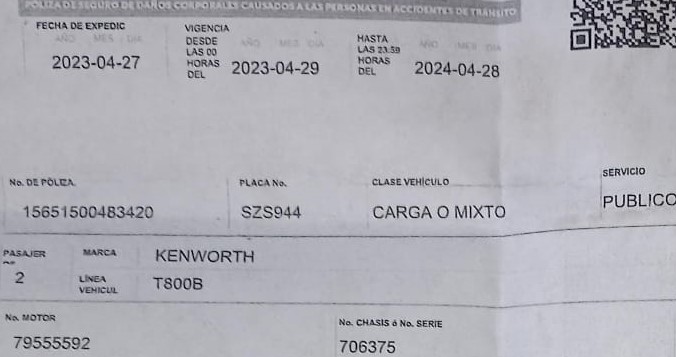 PÓLIZA DE SEGURO DE DAÑOS CORPORALES CAUSADOS A LAS PERSONAS EN ACCIDENTES DE TRÁNSITO
FECHA DE EXPEDIC
AÑO MES DIA
2023-04-27
VIGENCIA
DESDE
LAS 00
HORAS
DEL
AÑO MES DIA
2023-04-29
HASTA
LAS 23:59
HORAS
DEL
AÑO MES DIA
2024-04-28
No. DE PÓLIZA
15651500483420
PLACA No.
SZS944
CLASE VEHÍCULO
CARGA O MIXTO
SERVICIO
PUBLICO
PASAJER
2
MARCA
KENWORTH
LÍNEA
VEHICUL
T800B
No. MOTOR
79555592
No. CHASIS ó No. SERIE
706375